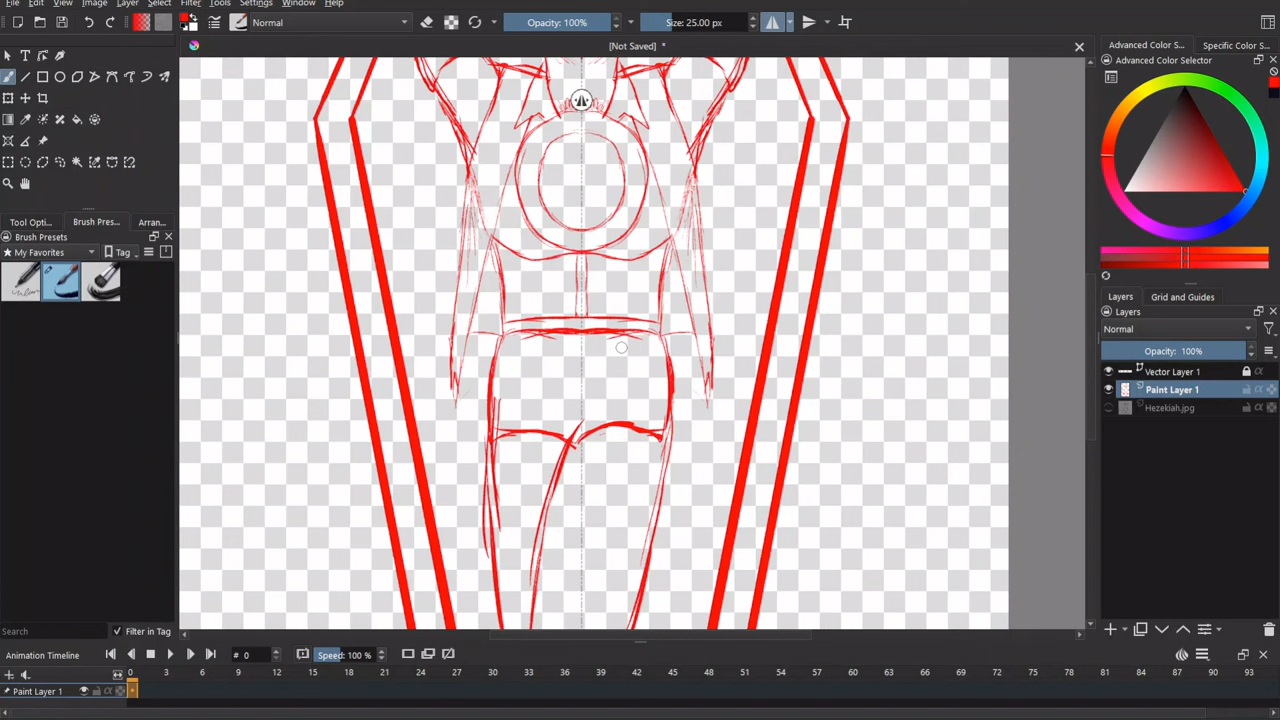 File Edit View Image Layer Select Filter Tools Settings Window Help
Normal
Opacity: 100%
Size: 25.00 px
[Not Saved] *
Advanced Color S... Specific Color S...
Advanced Color Selector
Tool Opti... Brush Pres... Arran...
Brush Presets
My Favorites
Tag
Layers Grid and Guides
Layers
Normal
Opacity: 100%
Vector Layer 1
Paint Layer 1
Hezekiah.jpg
Search
Filter in Tag
Animation Timeline
# 0
Speed: 100 %
0 3 6 9 12 15 18 21 24 27 30 33 36 39 42 45 48 51 54 57 60 63 66 69 72 75 78 81 84 87 90 93
Paint Layer 1